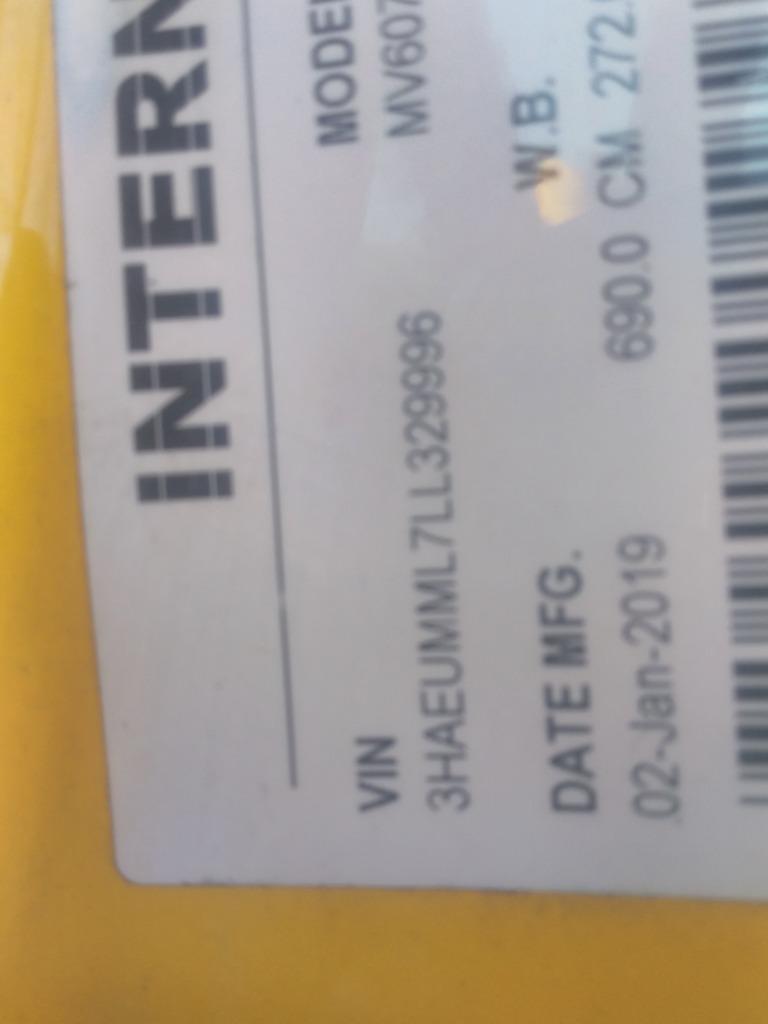 INTERN
VIN MODEL
3HAEUMML7LL329996 MV607
DATE MFG. W.B.
02-Jan-2019 690.0 CM 272.